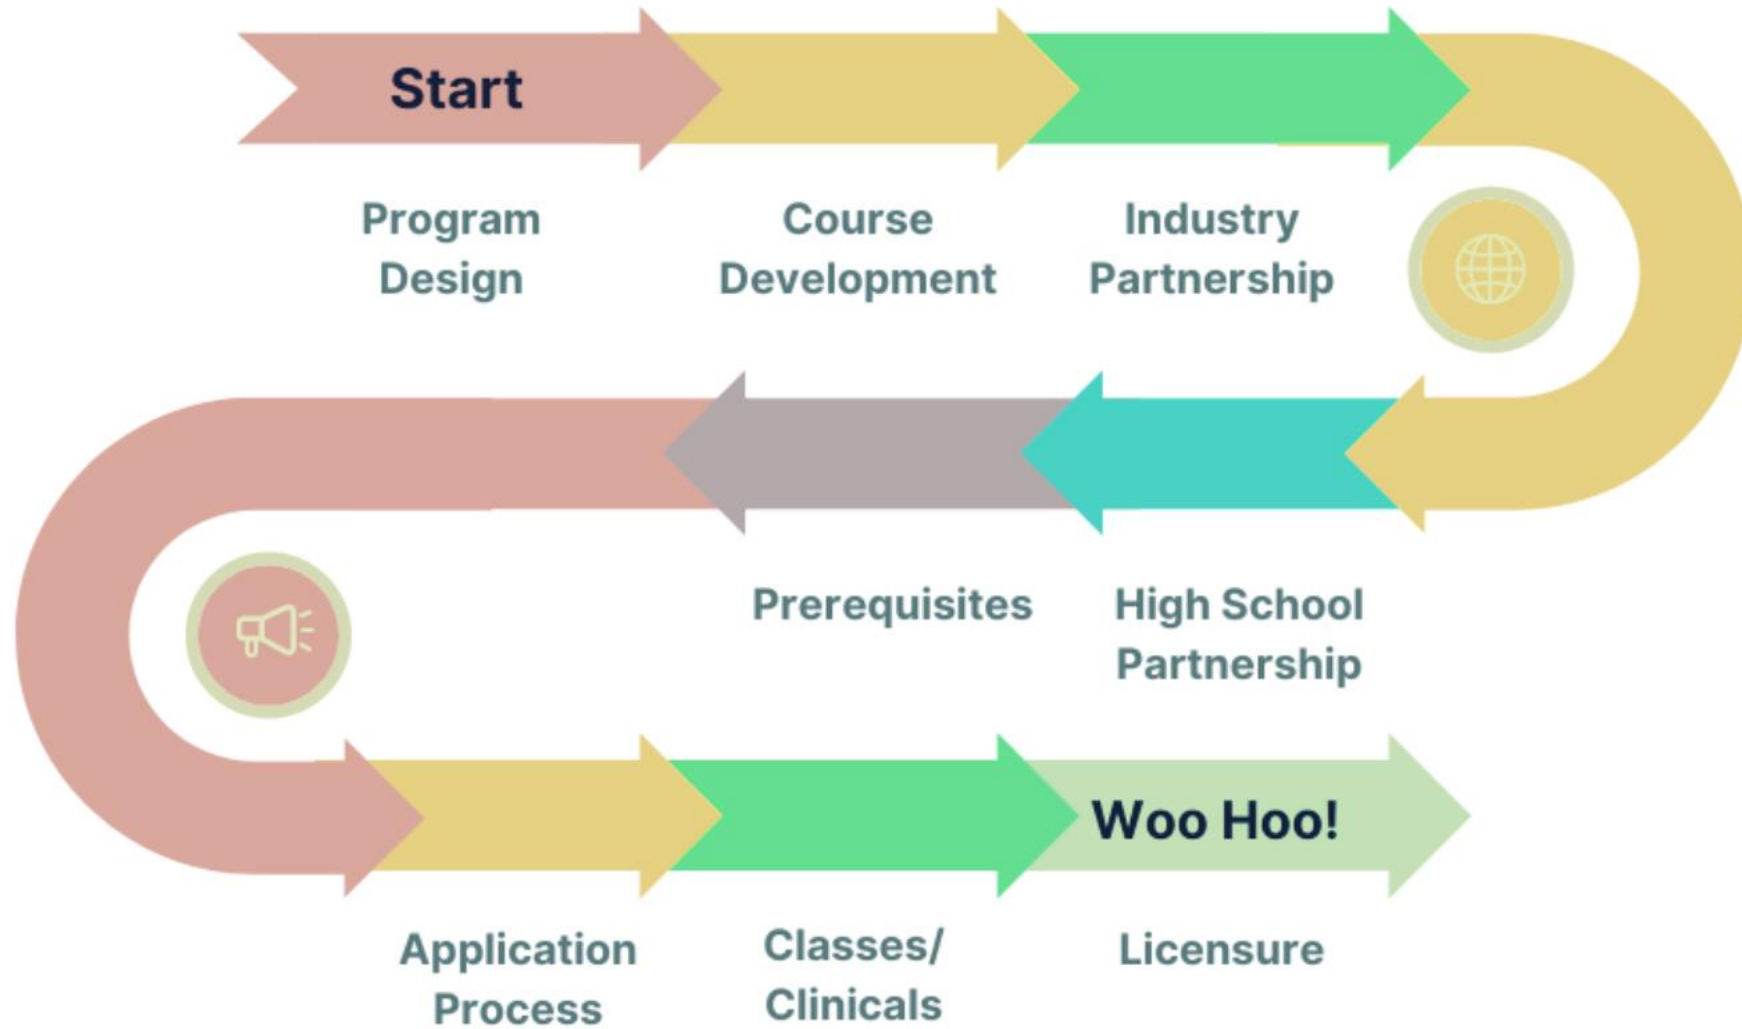 Start
Program
Design
Course
Development
Industry
Partnership
High School
Partnership
Prerequisites
Application
Process
Classes/
Clinicals
Woo Hoo!
Licensure